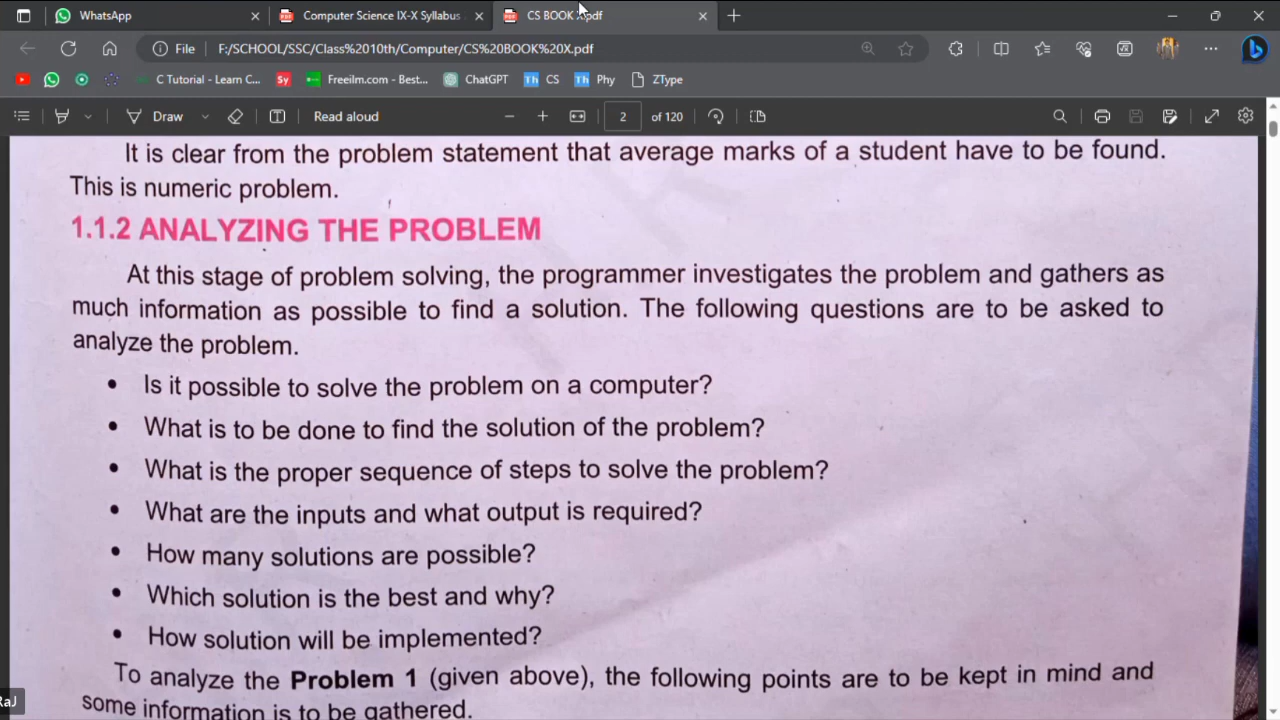 WhatsApp
Computer Science IX-X Syllabus
CS BOOK X.pdf
File
F:/SCHOOL/SSC/Class%2010th/Computer/CS%20BOOK%20X.pdf
C Tutorial - Learn C...
Sy
Freeilm.com - Best...
ChatGPT
Th CS
Th Phy
ZType
Draw
Read aloud
2 of 120
It is clear from the problem statement that average marks of a student have to be found.
This is numeric problem.
1.1.2 ANALYZING THE PROBLEM
At this stage of problem solving, the programmer investigates the problem and gathers as
much information as possible to find a solution. The following questions are to be asked to
analyze the problem.
• Is it possible to solve the problem on a computer?
• What is to be done to find the solution of the problem?
• What is the proper sequence of steps to solve the problem?
• What are the inputs and what output is required?
• How many solutions are possible?
• Which solution is the best and why?
• How solution will be implemented?
To analyze the Problem 1 (given above), the following points are to be kept in mind and
some information is to be gathered.